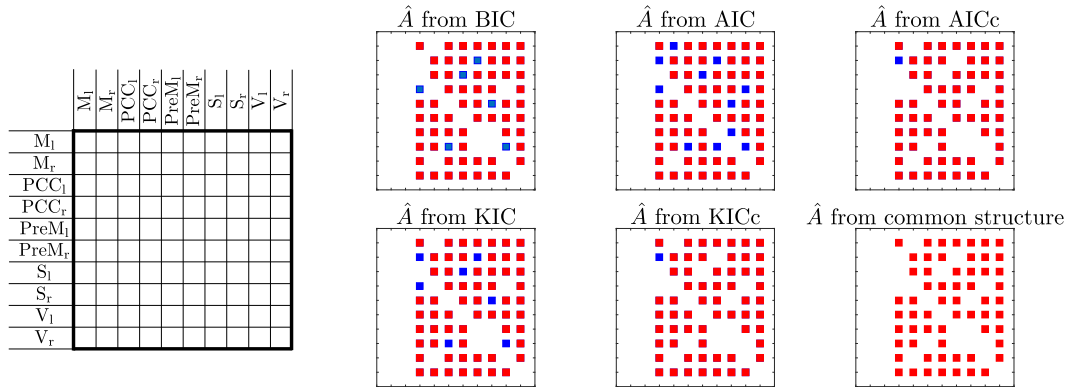 Â from BIC
Â from AIC
Â from AICc
M_l
M_r
PCC_l
PCC_r
PreM_l
PreM_r
S_l
S_r
V_l
V_r
M_l
M_r
PCC_l
PCC_r
PreM_l
PreM_r
S_l
S_r
V_l
V_r
Â from KIC
Â from KICc
Â from common structure